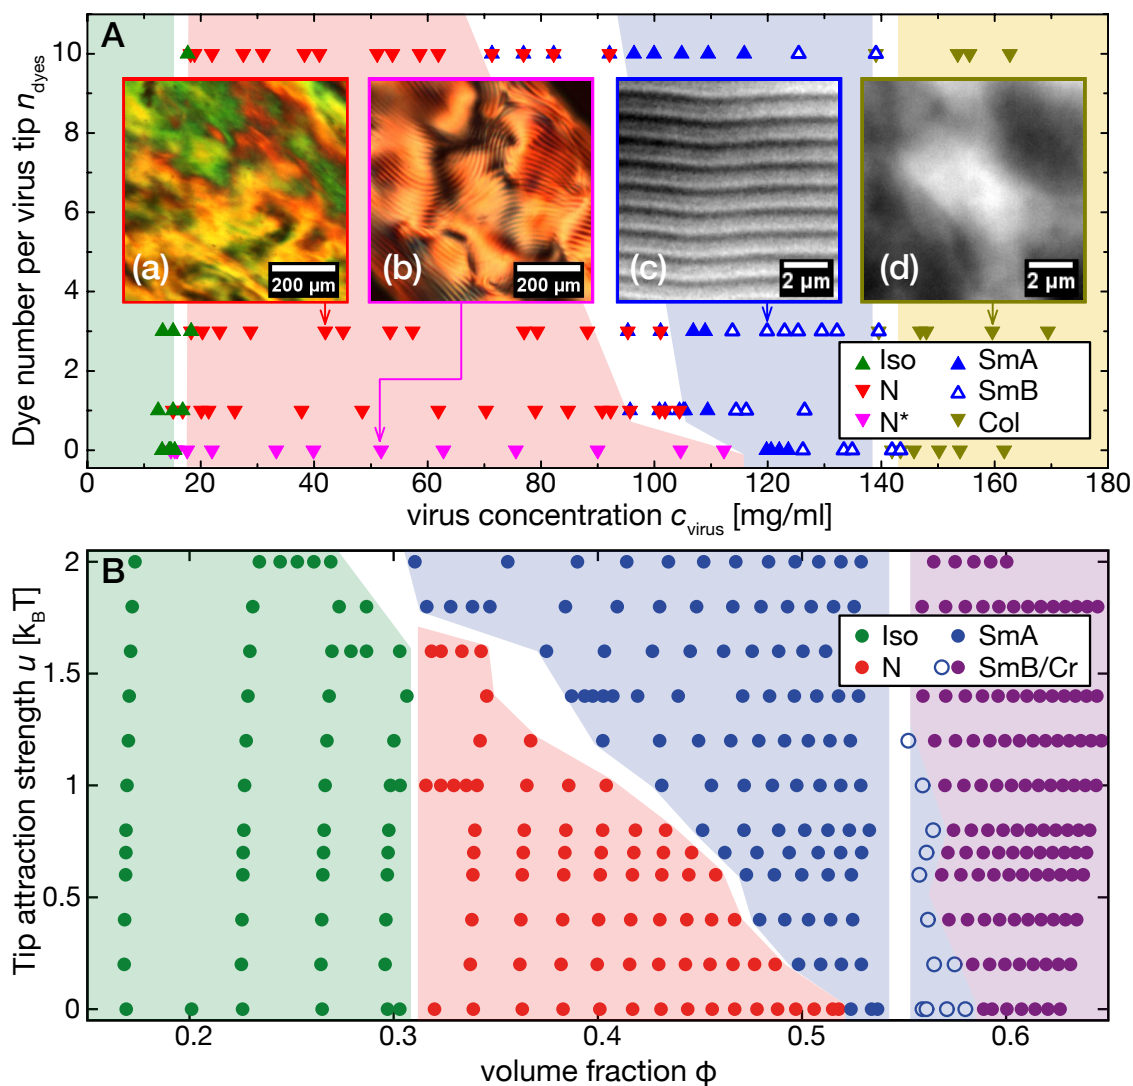 A
Dye number per virus tip n_dyes
10
8
6
4
2
0
(a)
200 µm
(b)
200 µm
(c)
2 µm
(d)
2 µm
Iso
SmA
N
SmB
N*
Col
0 20 40 60 80 100 120 140 160 180
virus concentration c_virus [mg/ml]
B
Tip attraction strength u [k_BT]
2
1.5
1
0.5
0
Iso
SmA
N
SmB/Cr
0.2 0.3 0.4 0.5 0.6
volume fraction ϕ